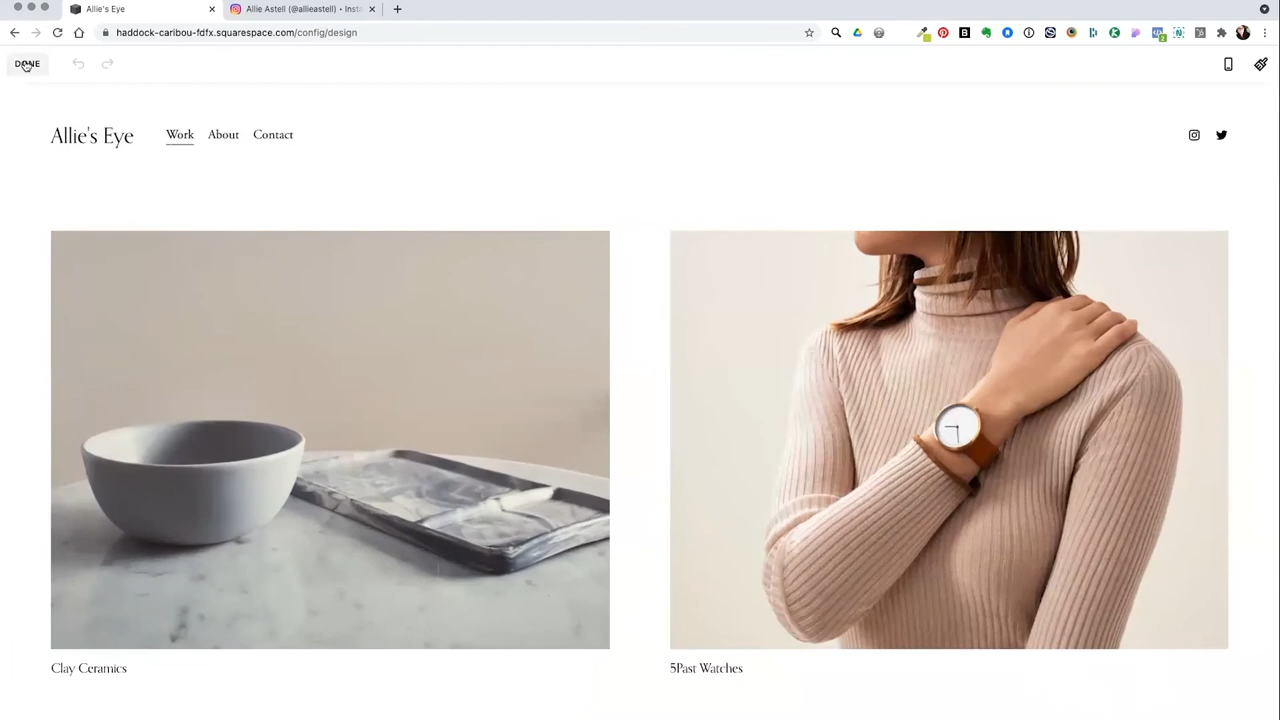 Allie's Eye
Allie Astell (@allieastell) • Insta
haddock-caribou-fdfx.squarespace.com/config/design
DONE
Allie's Eye Work About Contact
Clay Ceramics
5Past Watches